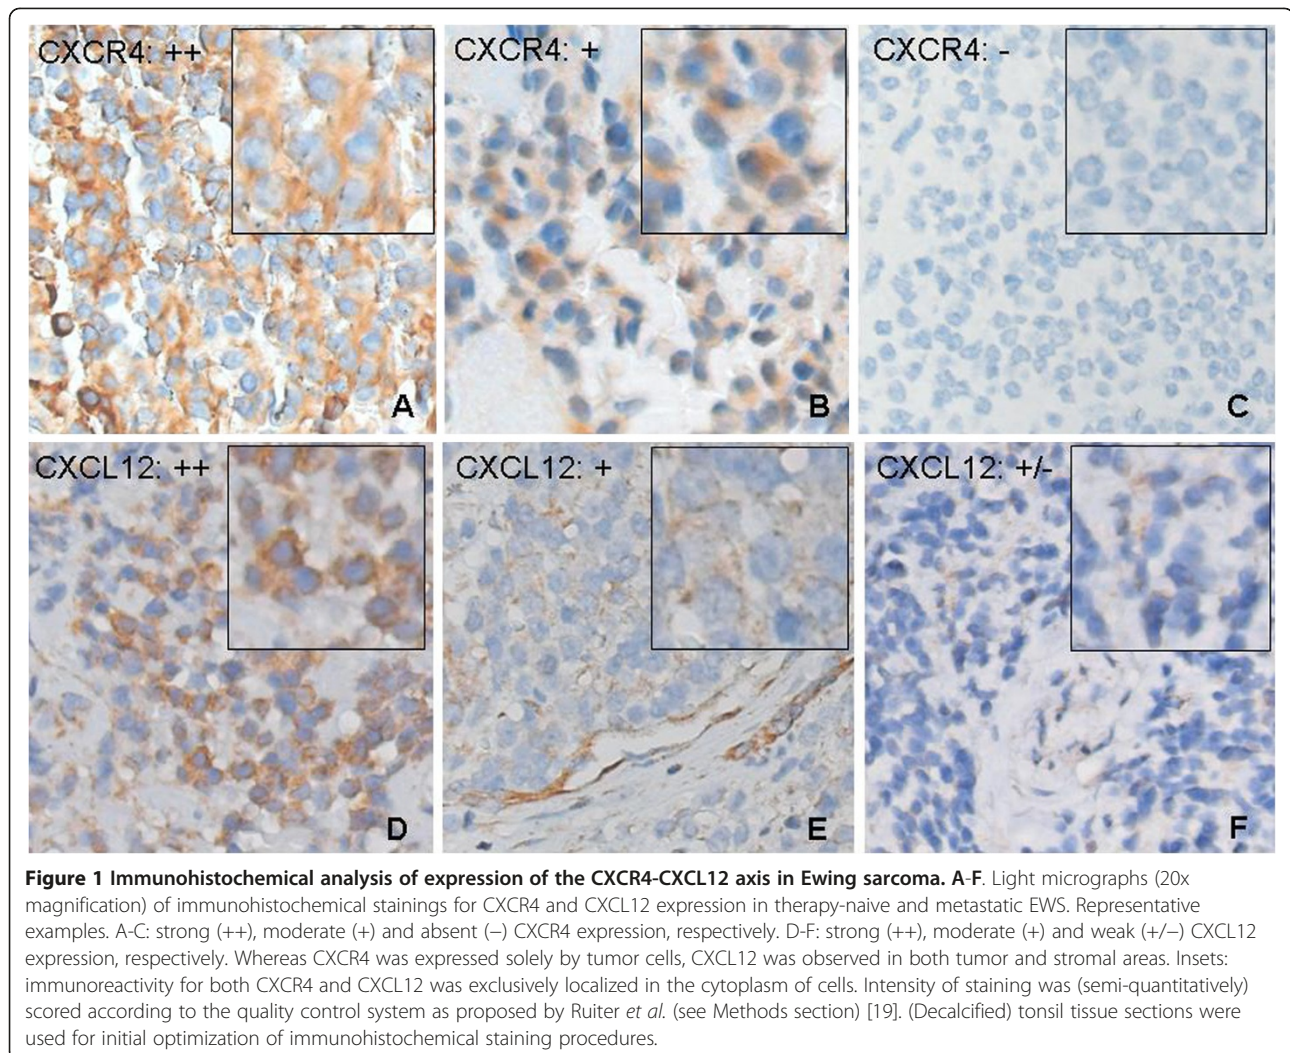 CXCR4: ++
CXCR4: +
CXCR4: -
A
B
C
CXCL12: ++
CXCL12: +
CXCL12: +/-
D
E
F
Figure 1 Immunohistochemical analysis of expression of the CXCR4-CXCL12 axis in Ewing sarcoma. A-F. Light micrographs (20x
magnification) of immunohistochemical stainings for CXCR4 and CXCL12 expression in therapy-naive and metastatic EWS. Representative
examples. A-C: strong (++), moderate (+) and absent (−) CXCR4 expression, respectively. D-F: strong (++), moderate (+) and weak (+/−) CXCL12
expression, respectively. Whereas CXCR4 was expressed solely by tumor cells, CXCL12 was observed in both tumor and stromal areas. Insets:
immunoreactivity for both CXCR4 and CXCL12 was exclusively localized in the cytoplasm of cells. Intensity of staining was (semi-quantitatively)
scored according to the quality control system as proposed by Ruiter et al. (see Methods section) [19]. (Decalcified) tonsil tissue sections were
used for initial optimization of immunohistochemical staining procedures.